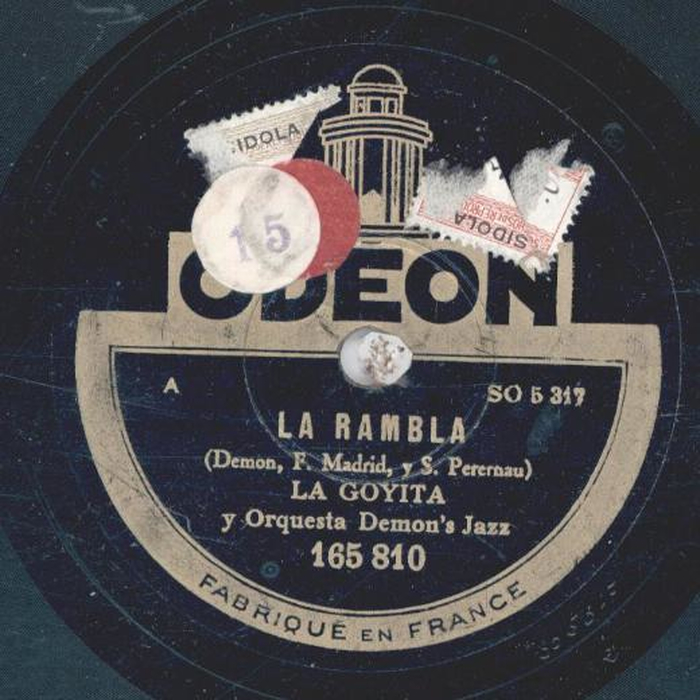 IDOLA
SIDOLA
15
ODEON
A
SO 5 317
LA RAMBLA
(Demon, F. Madrid, y S. Perernau)
LA GOYITA
y Orquesta Demon's Jazz
165 810
FABRIQUÉ EN FRANCE